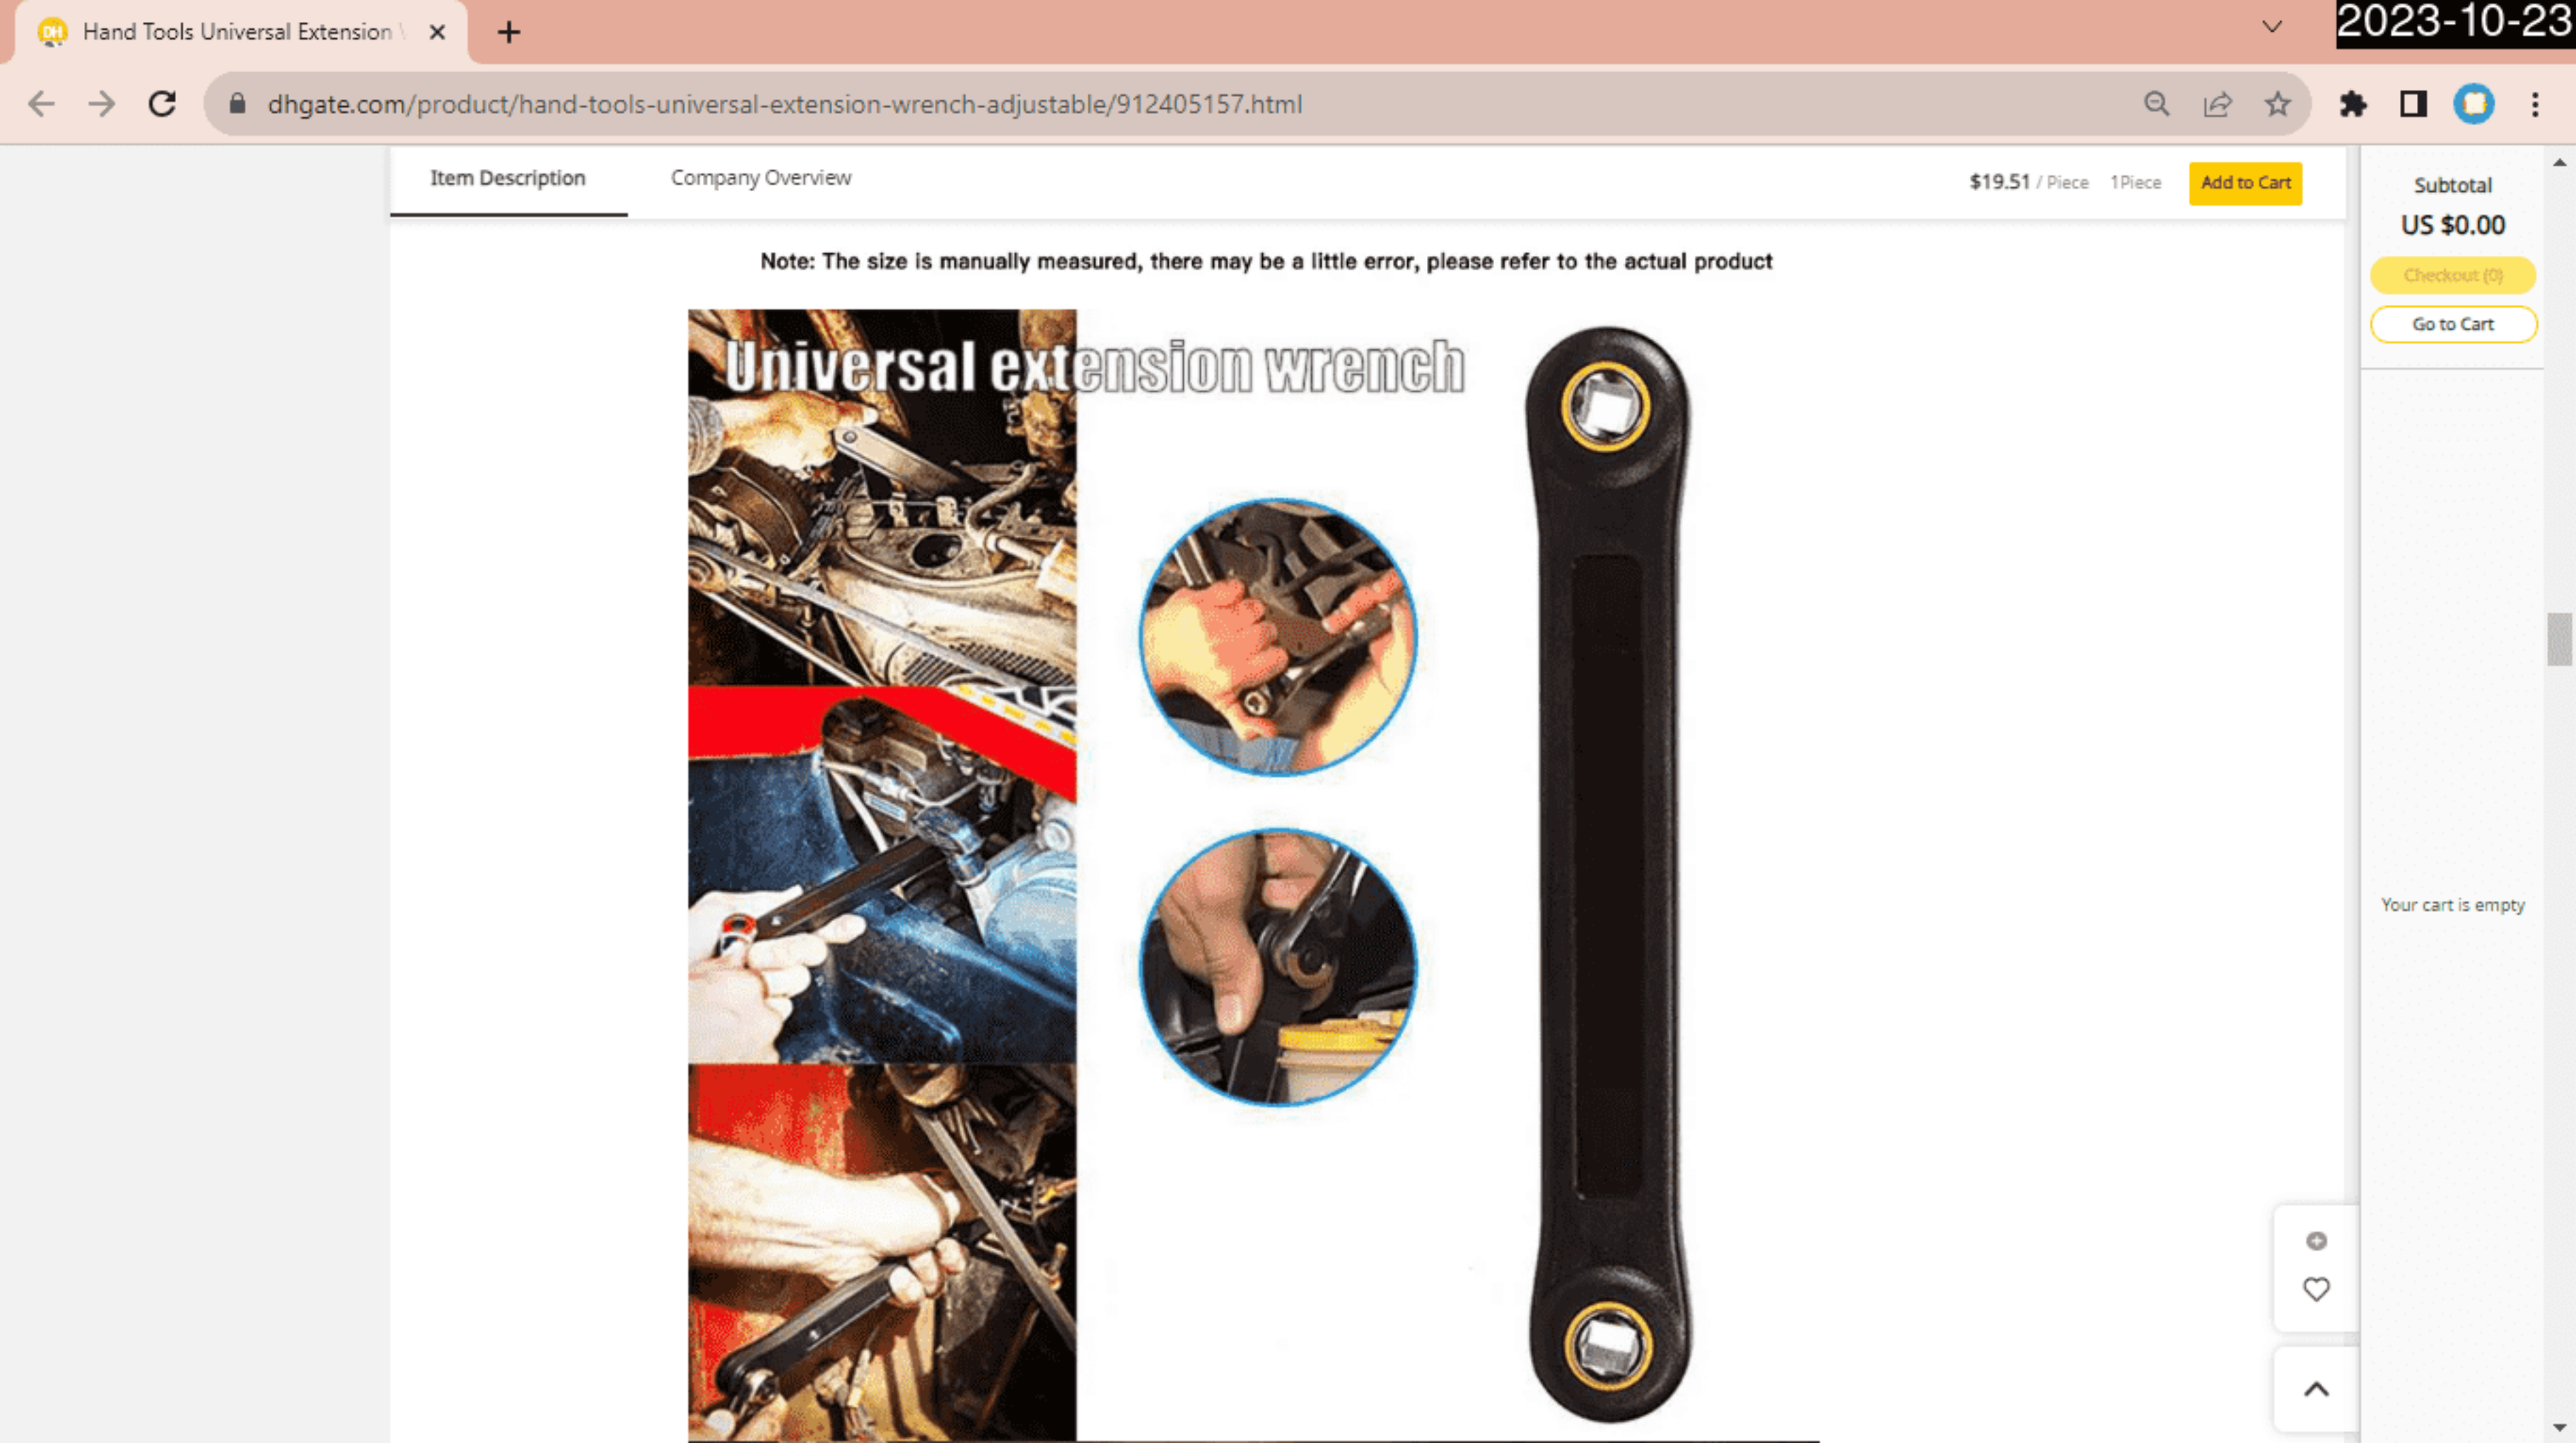 Hand Tools Universal Extension
2023-10-23
dhgate.com/product/hand-tools-universal-extension-wrench-adjustable/912405157.html
Item Description
Company Overview
$19.51 / Piece 1Piece
Add to Cart
Subtotal
US $0.00
Checkout (0)
Go to Cart
Note: The size is manually measured, there may be a little error, please refer to the actual product
Universal extension wrench
Your cart is empty